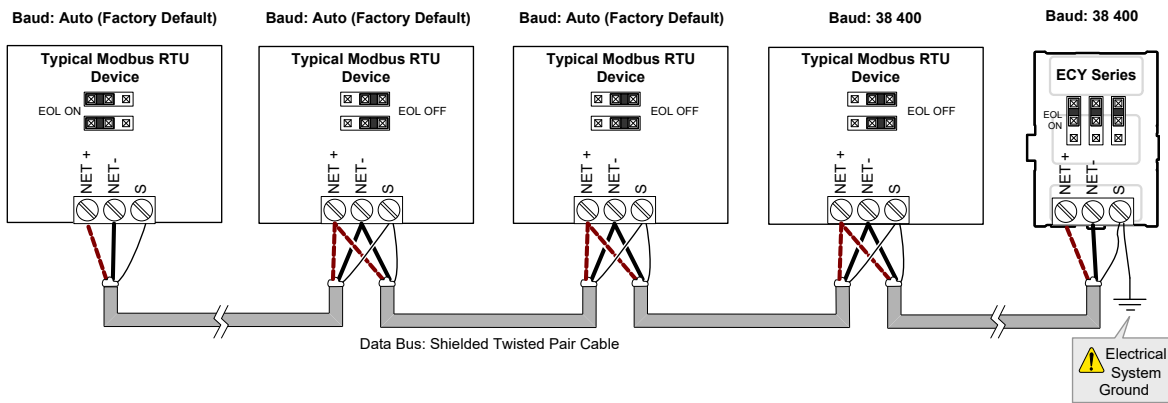 Baud: Auto (Factory Default)
Baud: Auto (Factory Default)
Baud: Auto (Factory Default)
Baud: 38 400
Baud: 38 400
Typical Modbus RTU
Device
EOL ON
NET +
NET-
S
Typical Modbus RTU
Device
EOL OFF
NET +
NET-
S
Typical Modbus RTU
Device
EOL OFF
NET +
NET-
S
Typical Modbus RTU
Device
EOL OFF
NET +
NET-
S
ECY Series
EOL
ON
NET +
NET-
S
Data Bus: Shielded Twisted Pair Cable
Electrical
System
Ground